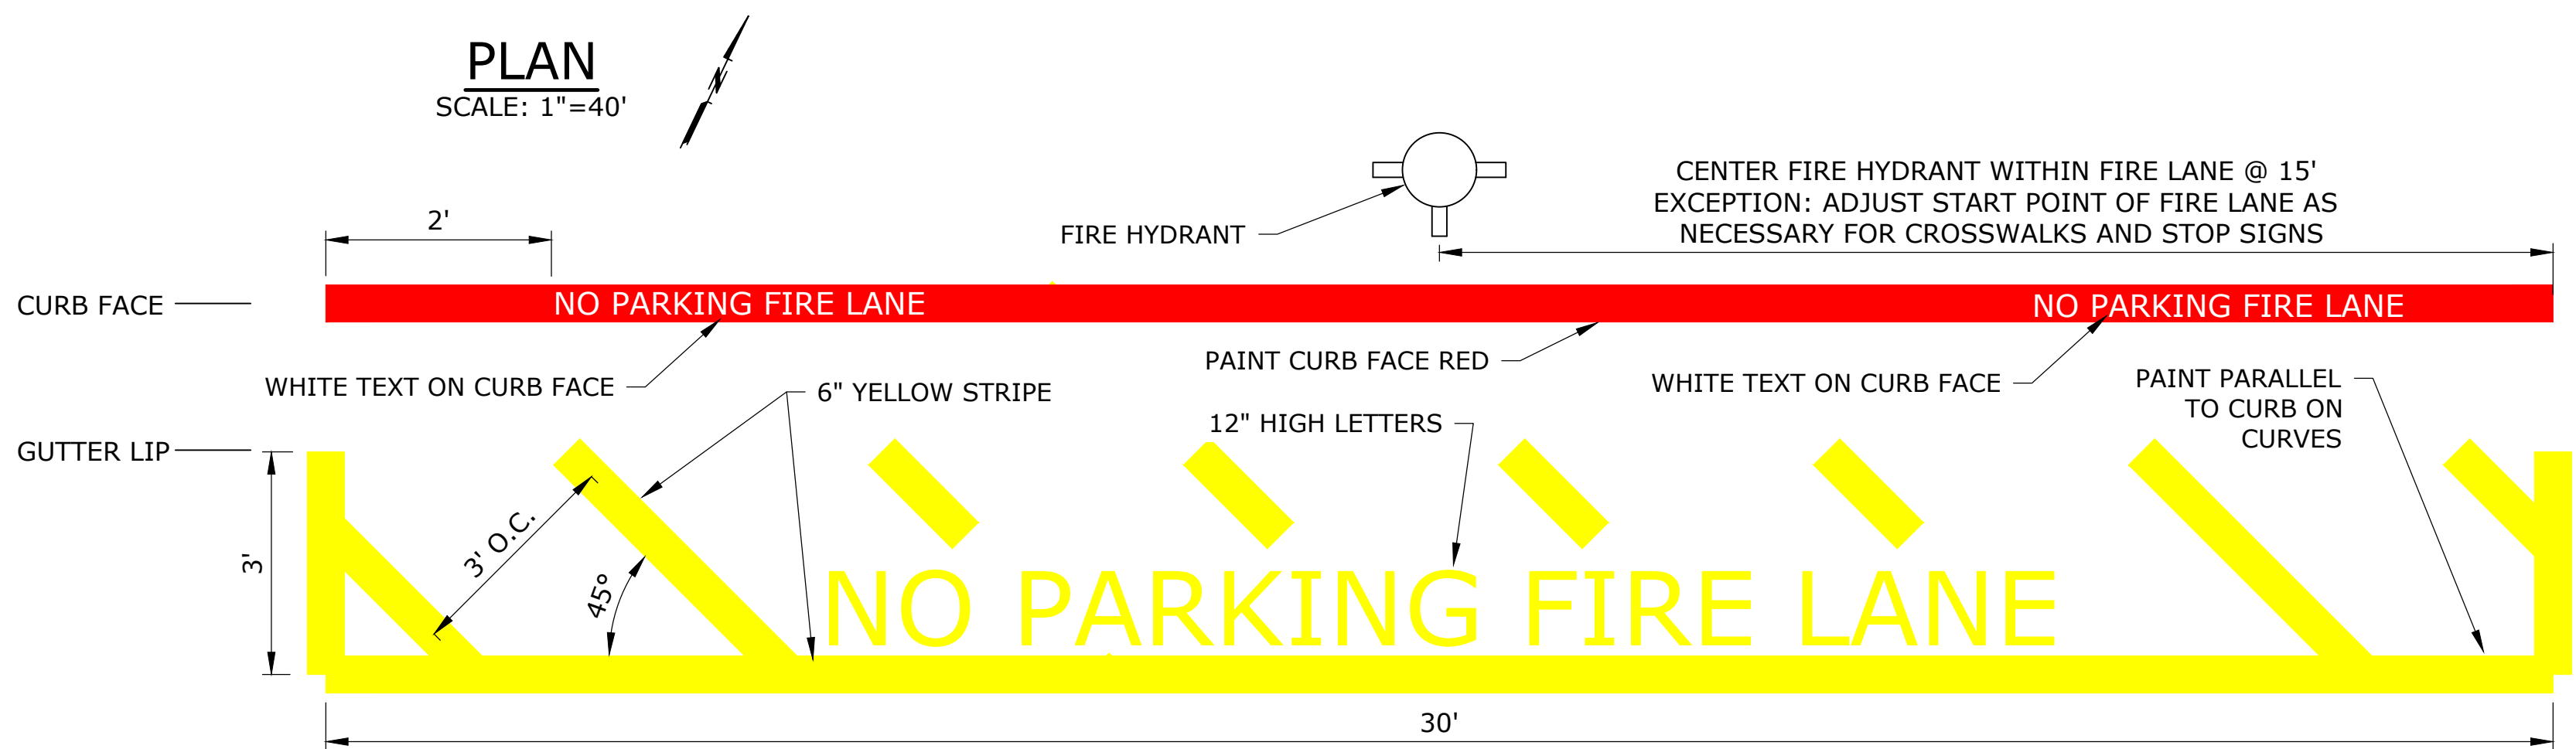 PLAN
SCALE: 1"=40'
N
CENTER FIRE HYDRANT WITHIN FIRE LANE @ 15'
EXCEPTION: ADJUST START POINT OF FIRE LANE AS
NECESSARY FOR CROSSWALKS AND STOP SIGNS
2'
FIRE HYDRANT
CURB FACE
NO PARKING FIRE LANE
NO PARKING FIRE LANE
WHITE TEXT ON CURB FACE
6" YELLOW STRIPE
PAINT CURB FACE RED
12" HIGH LETTERS
WHITE TEXT ON CURB FACE
PAINT PARALLEL
TO CURB ON
CURVES
GUTTER LIP
3'
3' O.C.
45°
NO PARKING FIRE LANE
30'